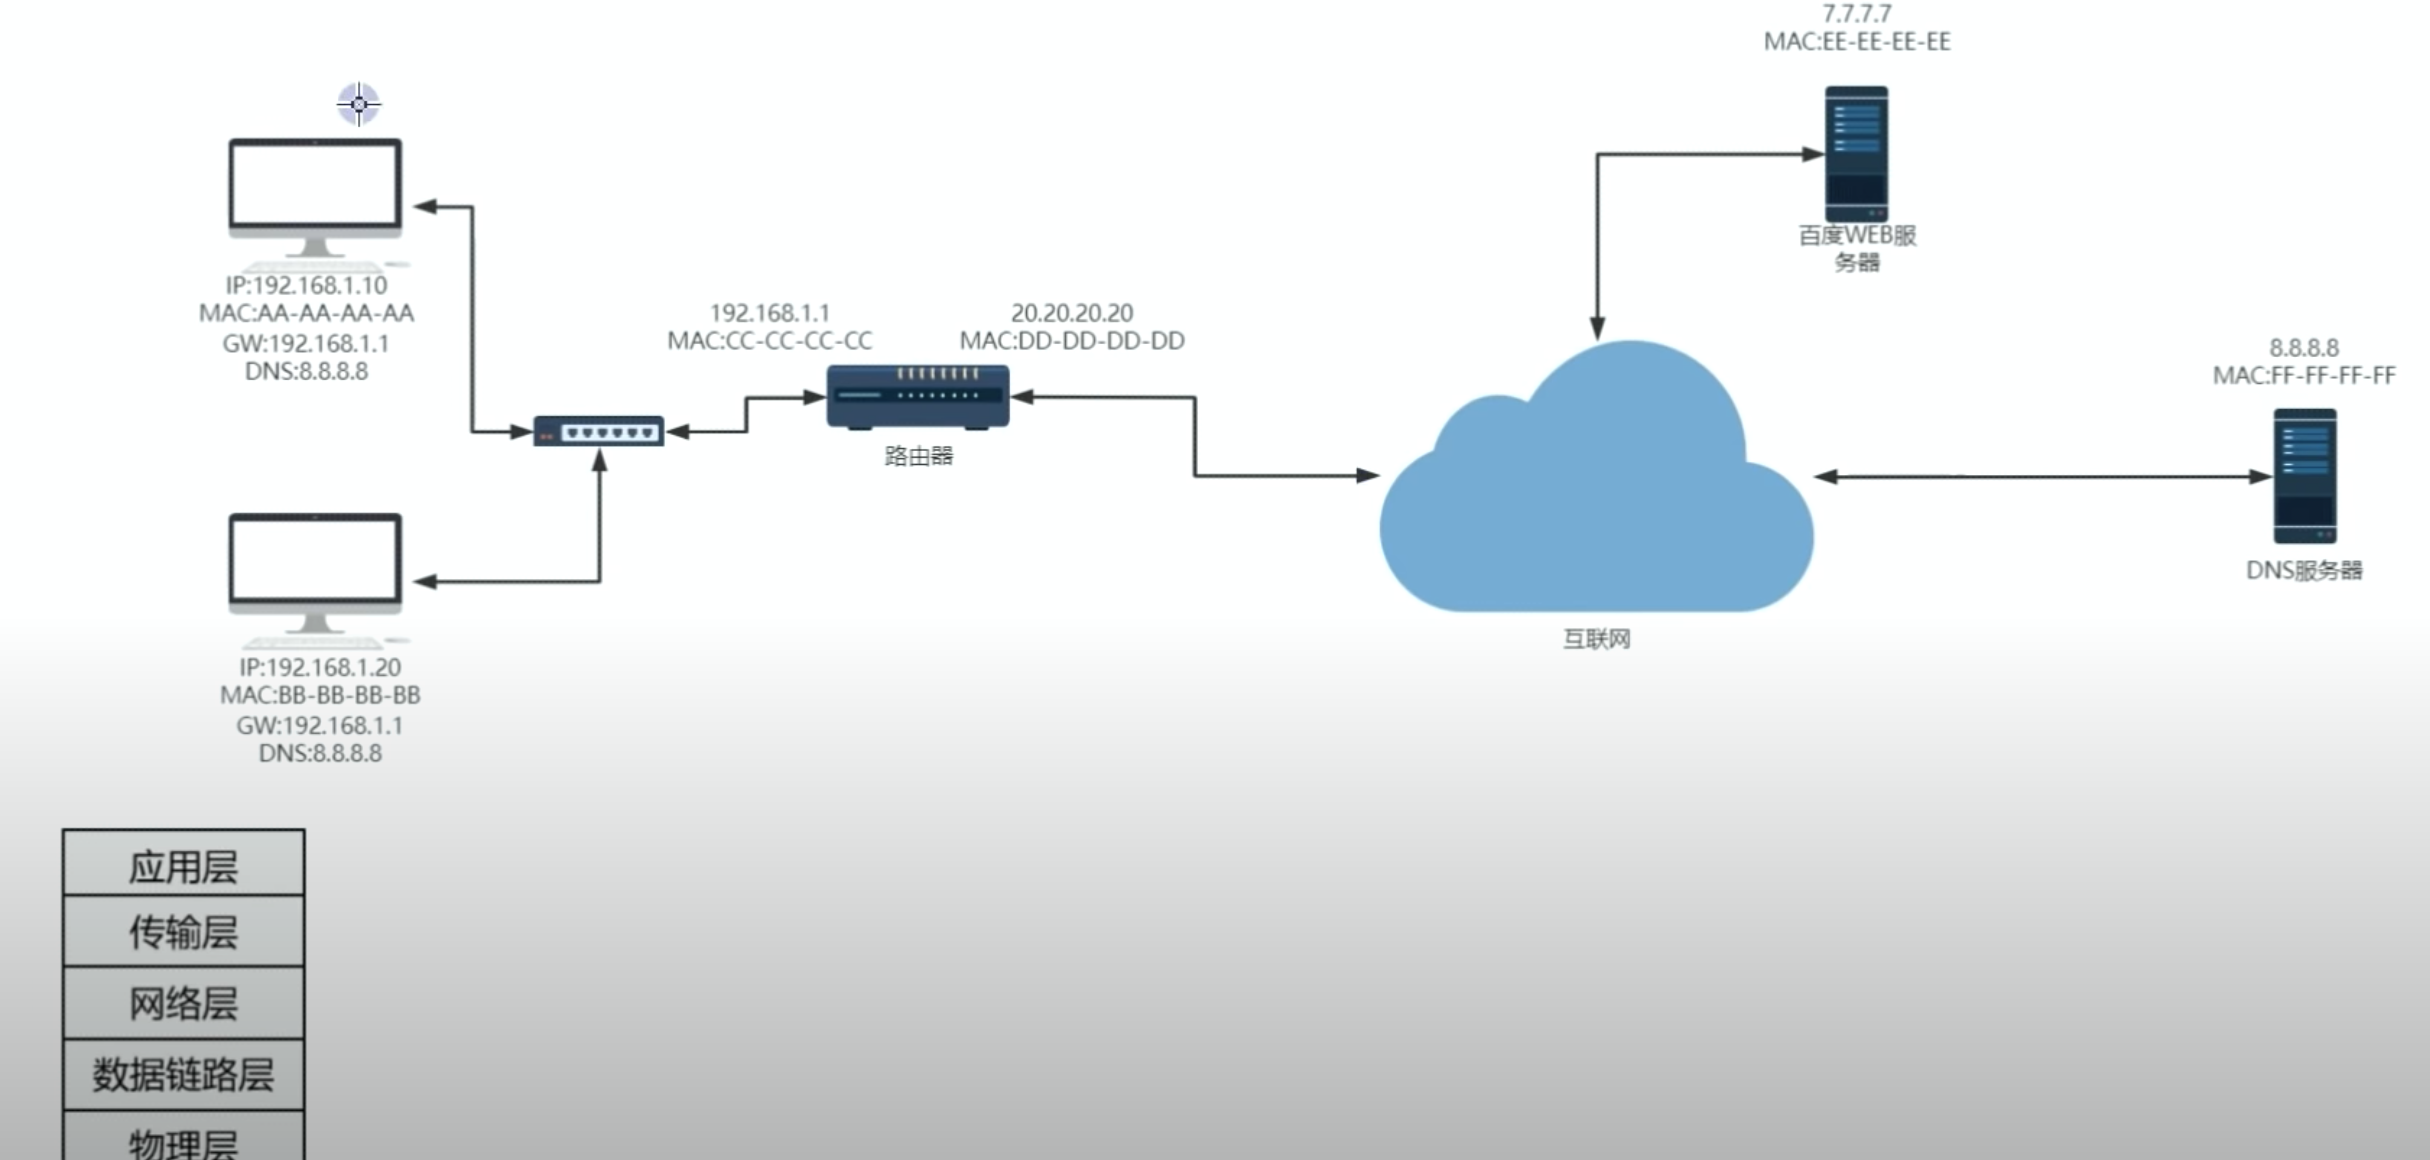 7.7.7.7
MAC:EE-EE-EE-EE
百度WEB服
务器
IP:192.168.1.10
MAC:AA-AA-AA-AA
GW:192.168.1.1
DNS:8.8.8.8
192.168.1.1
MAC:CC-CC-CC-CC
20.20.20.20
MAC:DD-DD-DD-DD
路由器
8.8.8.8
MAC:FF-FF-FF-FF
DNS服务器
互联网
IP:192.168.1.20
MAC:BB-BB-BB-BB
GW:192.168.1.1
DNS:8.8.8.8
应用层
传输层
网络层
数据链路层
物理层